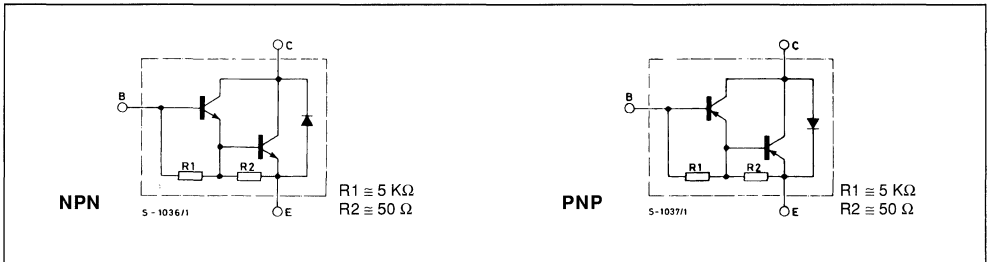 C
B
R1
R2
E
NPN
S-1036/1
R1 ≅ 5 KΩ
R2 ≅ 50 Ω
C
B
R1
R2
E
PNP
S-1037/1
R1 ≅ 5 KΩ
R2 ≅ 50 Ω